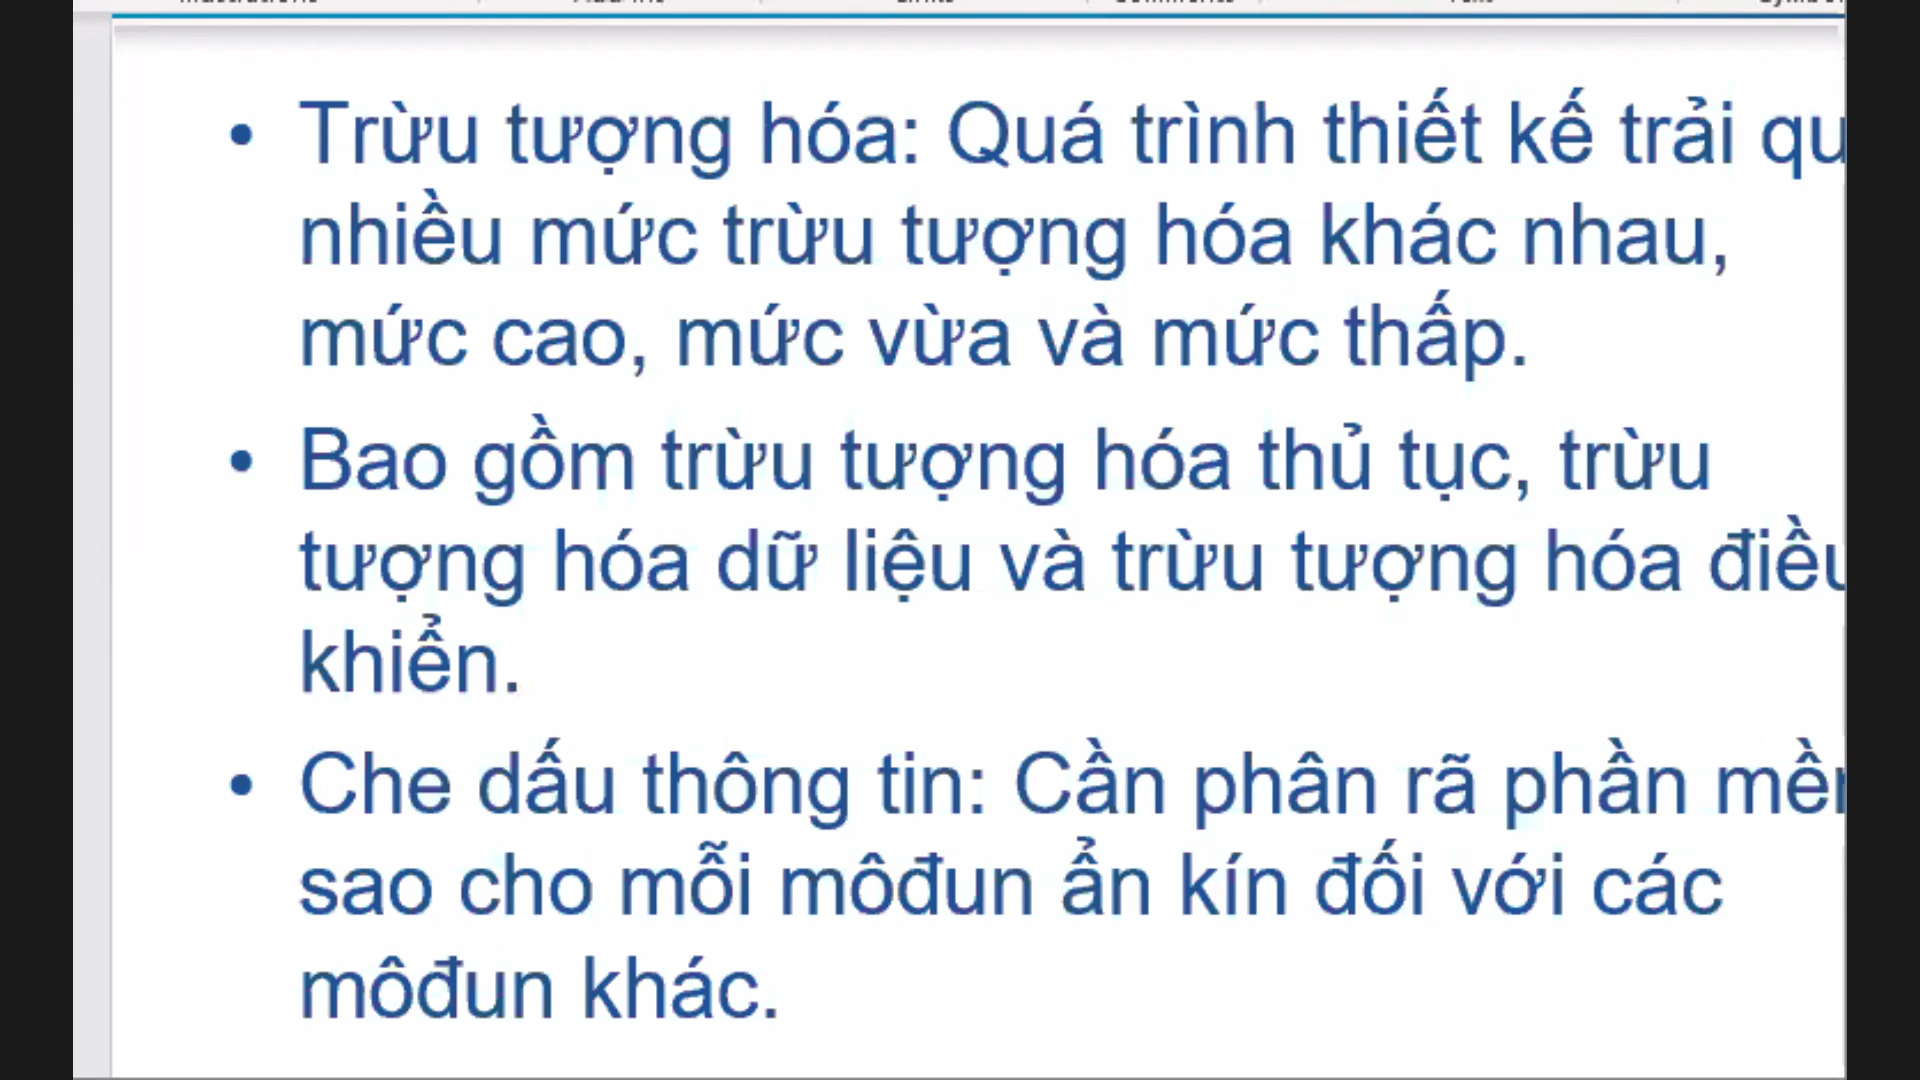 • Trừu tượng hóa: Quá trình thiết kế trải qu
nhiều mức trừu tượng hóa khác nhau,
mức cao, mức vừa và mức thấp.
• Bao gồm trừu tượng hóa thủ tục, trừu
tượng hóa dữ liệu và trừu tượng hóa điều
khiển.
• Che dấu thông tin: Cần phân rã phần
sao cho mỗi môđun ẩn kín đối với các
môđun khác.